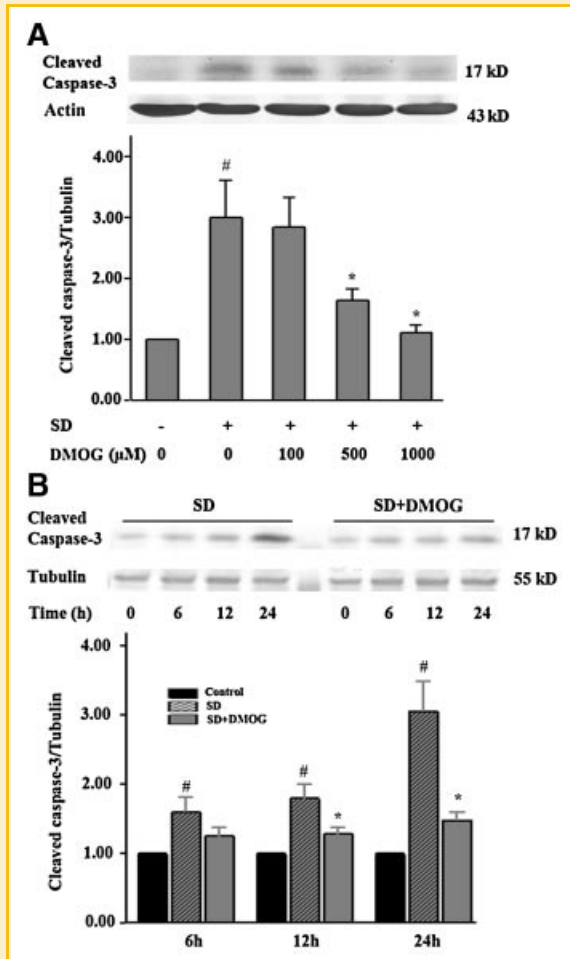 A
Cleaved
Caspase-3
17 kD
Actin
43 kD
Cleaved caspase-3/Tubulin
4.00
#
3.00
2.00
*
*
1.00
0.00
SD - + + + +
DMOG (μM) 0 0 100 500 1000
B
SD SD+DMOG
Cleaved
Caspase-3
17 kD
Tubulin
55 kD
Time (h) 0 6 12 24 0 6 12 24
Cleaved caspase-3/Tubulin
4.00
#
3.00
Control
SD
SD+DMOG
# #
2.00
* *
1.00
0.00
6h 12h 24h